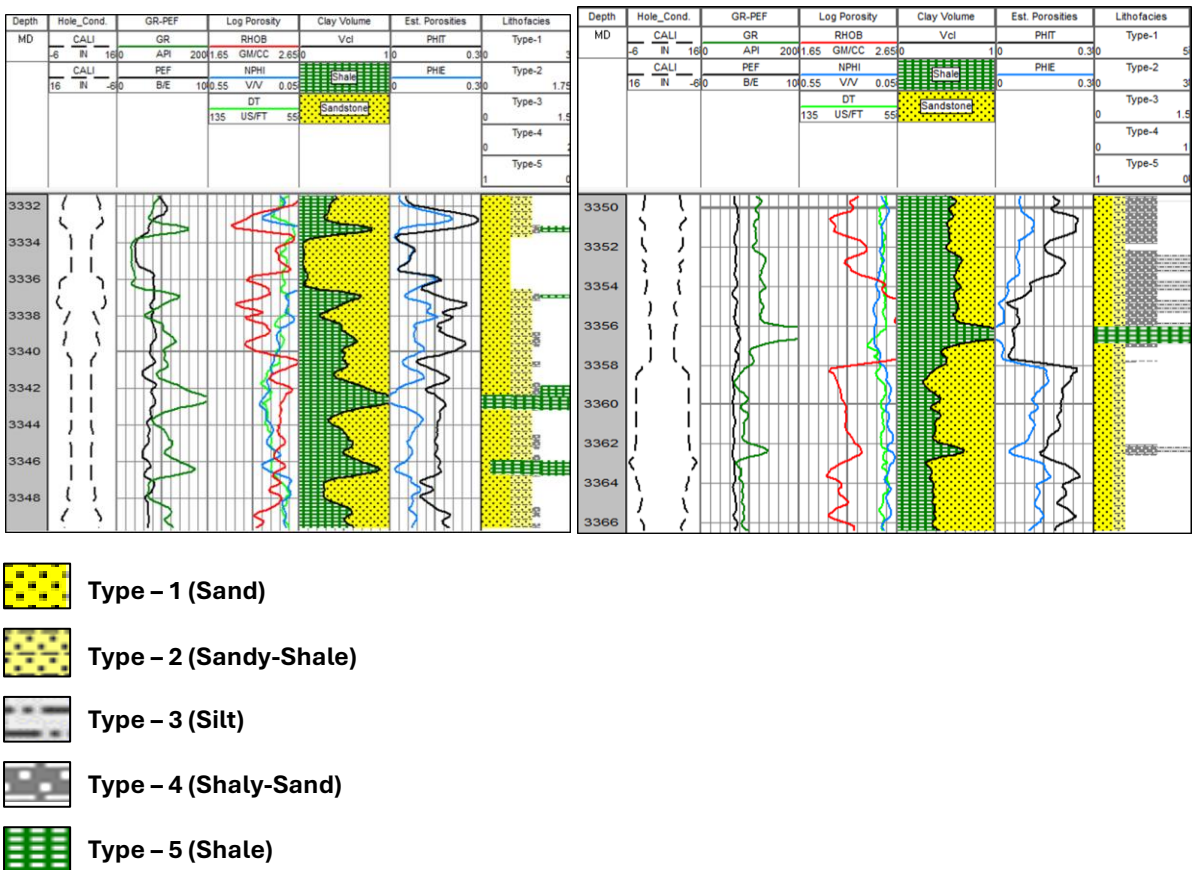 Depth Hole_Cond. GR-PEF Log Porosity Clay Volume Est. Porosities Lithofacies
MD CALI GR RHOB Vcl PHIT Type-1
-6 IN 16 0 API 200 1.65 GM/CC 2.65 0 1 0 0.3 0 3
CALI PEF NPHI Shale PHIE Type-2
16 IN -6 0 B/E 10 0.55 V/V 0.05 0 0.3 0 1.75
DT Sandstone Type-3
135 US/FT 55 0 1.5
Type-4
0
Type-5
1
3332
3334
3336
3338
3340
3342
3344
3346
3348
Depth Hole_Cond. GR-PEF Log Porosity Clay Volume Est. Porosities Lithofacies
MD CALI GR RHOB Vcl PHIT Type-1
-6 IN 16 0 API 200 1.65 GM/CC 2.65 0 1 0 0.3 0 5
CALI PEF NPHI Shale PHIE Type-2
16 IN -6 0 B/E 10 0.55 V/V 0.05 0 0.3 0 3
DT Sandstone Type-3
135 US/FT 55 0 1.5
Type-4
0 1
Type-5
1 0
3350
3352
3354
3356
3358
3360
3362
3364
3366
Type – 1 (Sand)
Type – 2 (Sandy-Shale)
Type – 3 (Silt)
Type – 4 (Shaly-Sand)
Type – 5 (Shale)